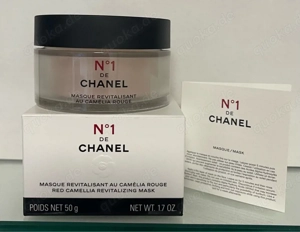 N°1
DE
CHANEL
MASQUE REVITALISANT
AU CAMÉLIA ROUGE
N°1
DE
CHANEL
MASQUE REVITALISANT AU CAMÉLIA ROUGE
RED CAMELLIA REVITALIZING MASK
POIDS NET 50 g
NET WT. 1.7 OZ.
N°1
DE
CHANEL
MASQUE / MASK